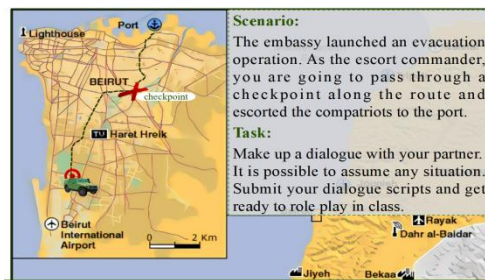 Lighthouse
Port
BEIRUT
checkpoint
TV Haret Hreik
Beirut
International
Airport
0 2 Km
Scenario:
The embassy launched an evacuation
operation. As the escort commander,
you are going to pass through a
checkpoint along the route and
escorted the compatriots to the port.
Task:
Make up a dialogue with your partner.
It is possible to assume any situation.
Submit your dialogue scripts and get
ready to role play in class.
Rayak
Dahr al-Baidar
Jiyeh
Bekaa